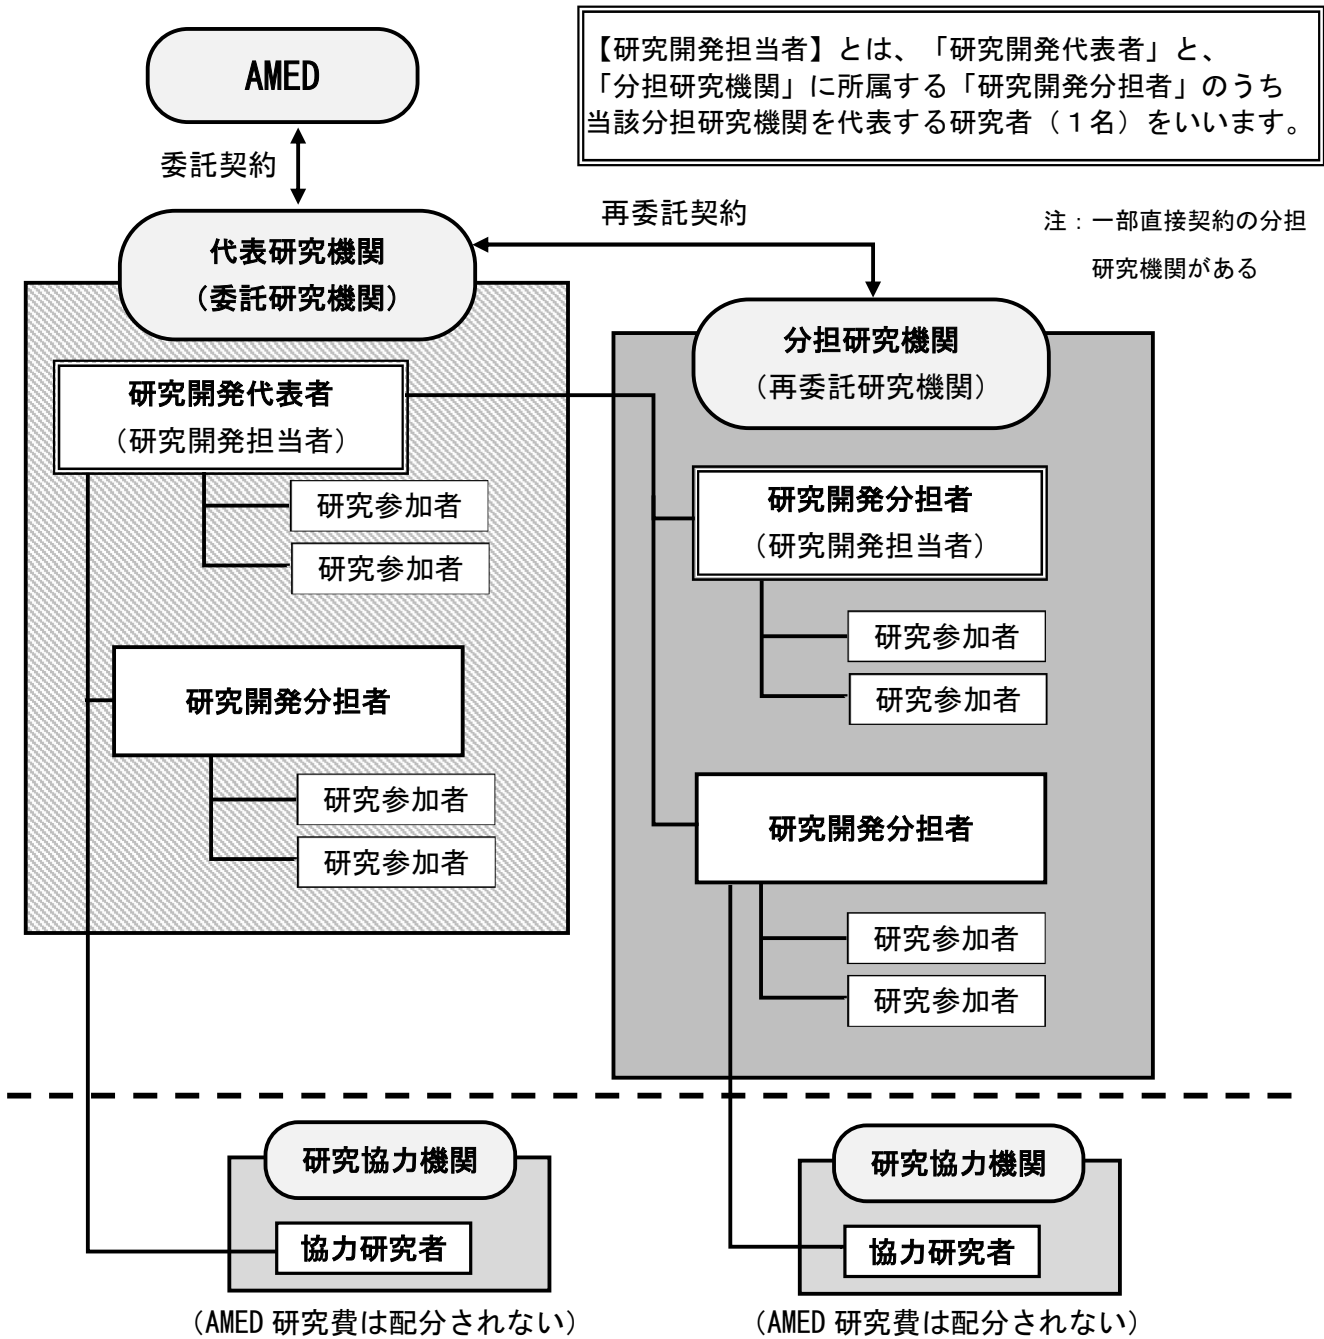 AMED
【研究開発担当者】とは、「研究開発代表者」と、
「分担研究機関」に所属する「研究開発分担者」のうち
当該分担研究機関を代表する研究者（１名）をいいます。
委託契約
再委託契約
注：一部直接契約の分担
研究機関がある
代表研究機関
（委託研究機関）
分担研究機関
（再委託研究機関）
研究開発代表者
（研究開発担当者）
研究参加者
研究参加者
研究開発分担者
研究参加者
研究参加者
研究開発分担者
（研究開発担当者）
研究参加者
研究参加者
研究開発分担者
研究参加者
研究参加者
研究協力機関
協力研究者
（AMED 研究費は配分されない）
研究協力機関
協力研究者
（AMED 研究費は配分されない）